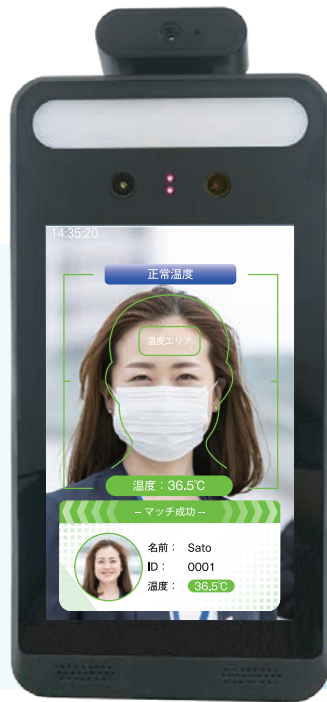 14:35:20
正常温度
温度エリア
温度：36.5℃
– マッチ成功 --
名前： Sato
ID： 0001
温度： 36.5℃